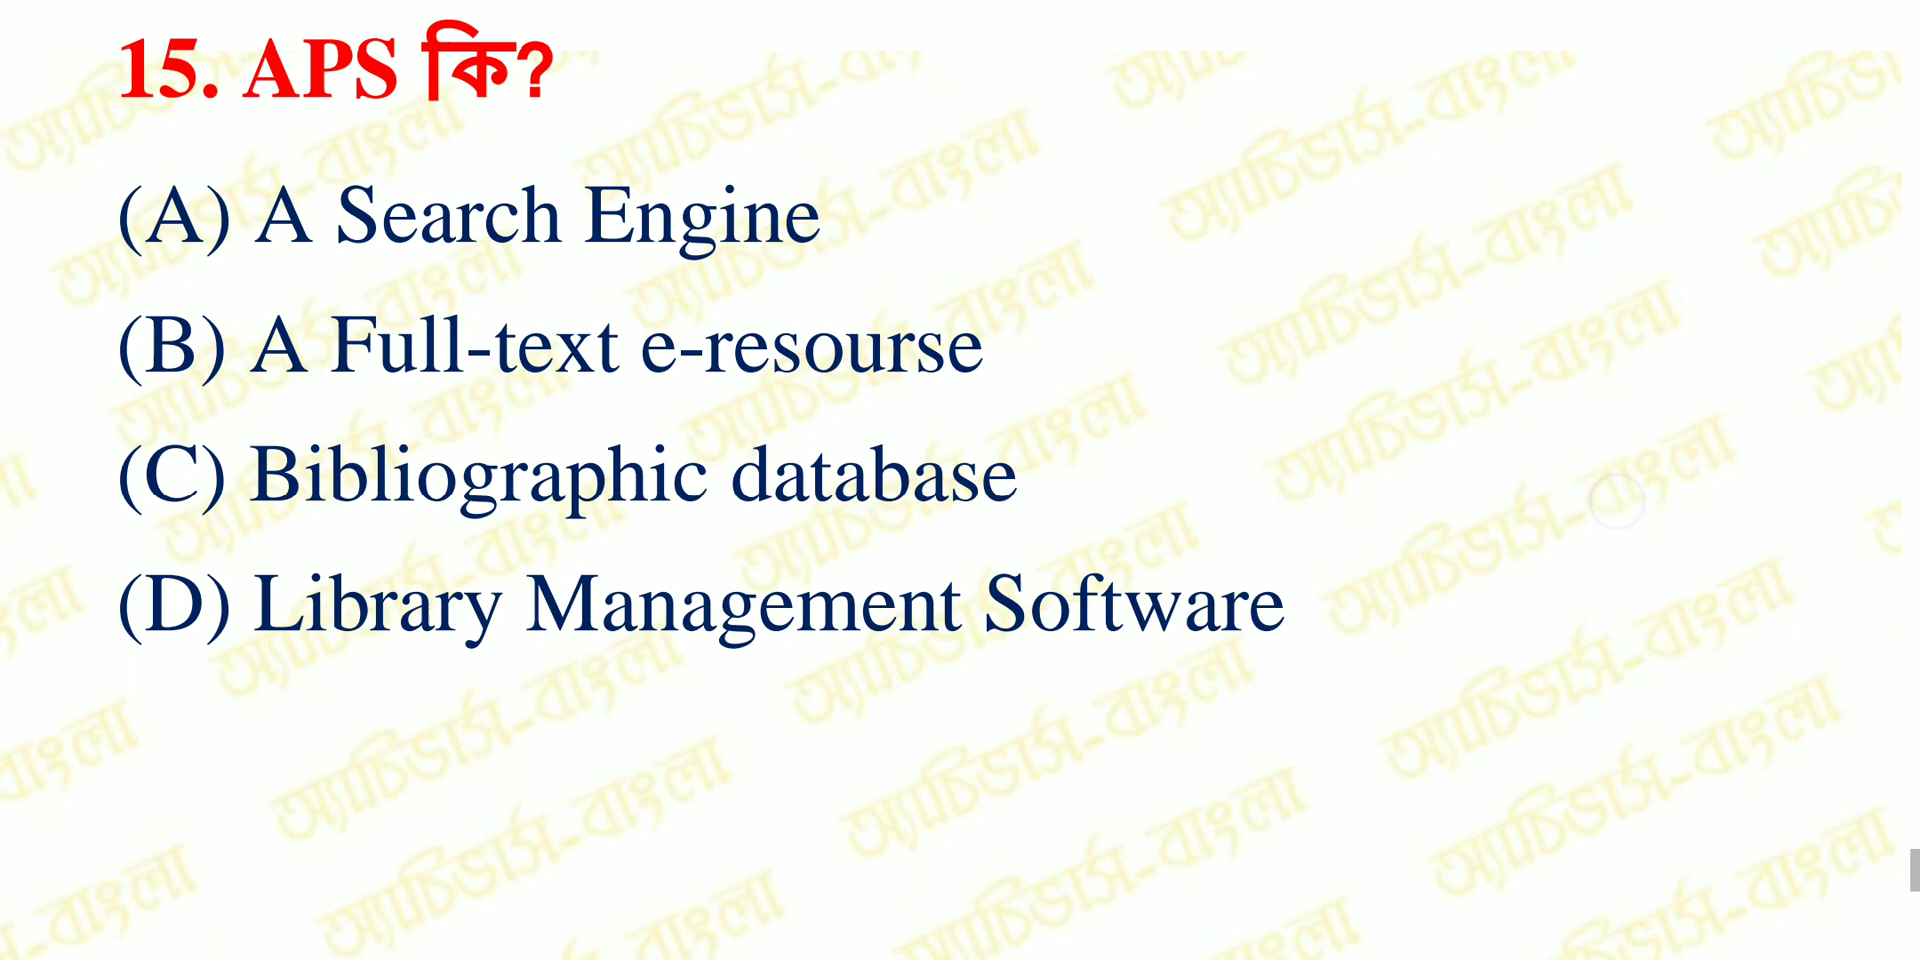 15. APS কি?
(A) A Search Engine
(B) A Full-text e-resourse
(C) Bibliographic database
(D) Library Management Software